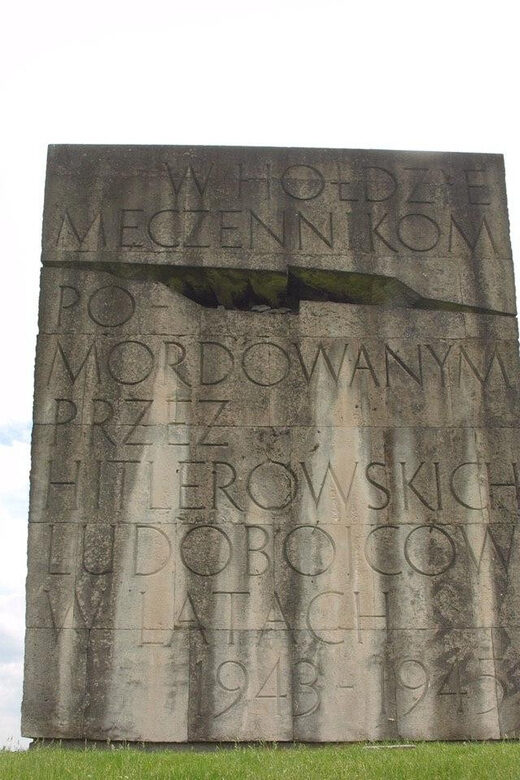 W HOŁDZIE
MĘCZENNIKOM
PO-
MORDOWANYM
PRZEZ
HITLEROWSKICH
LUDOBÓJCÓW
W LATACH
1943-1945